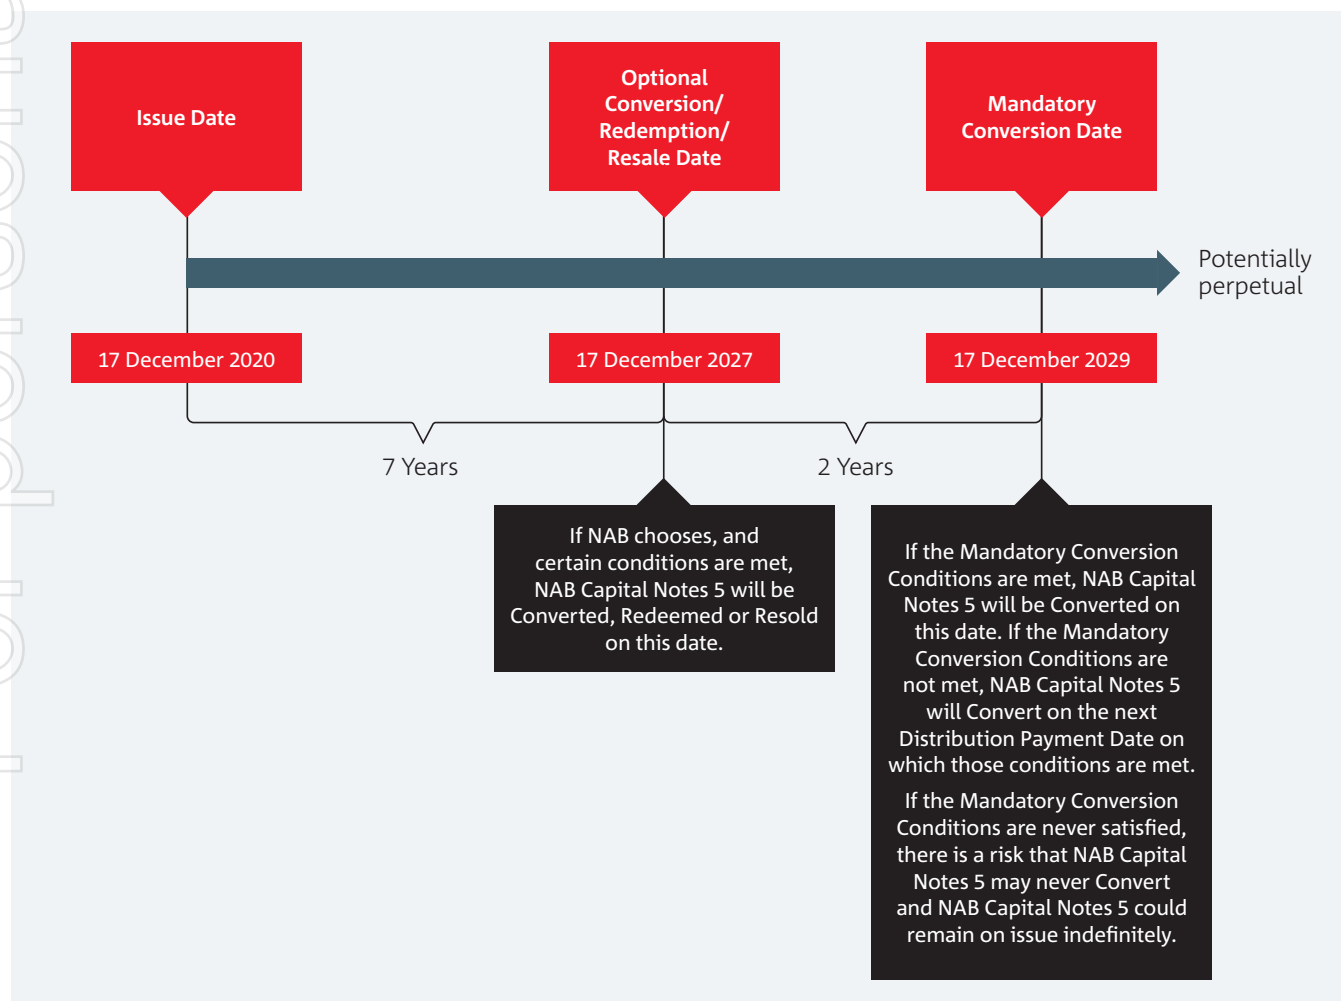 Issue Date
Optional
Conversion/
Redemption/
Resale Date
Mandatory
Conversion Date
Potentially
perpetual
17 December 2020
17 December 2027
17 December 2029
7 Years
2 Years
If NAB chooses, and
certain conditions are met,
NAB Capital Notes 5 will be
Converted, Redeemed or Resold
on this date.
If the Mandatory Conversion
Conditions are met, NAB Capital
Notes 5 will be Converted on
this date. If the Mandatory
Conversion Conditions are
not met, NAB Capital Notes 5
will Convert on the next
Distribution Payment Date on
which those conditions are met.
If the Mandatory Conversion
Conditions are never satisfied,
there is a risk that NAB Capital
Notes 5 may never Convert
and NAB Capital Notes 5 could
remain on issue indefinitely.